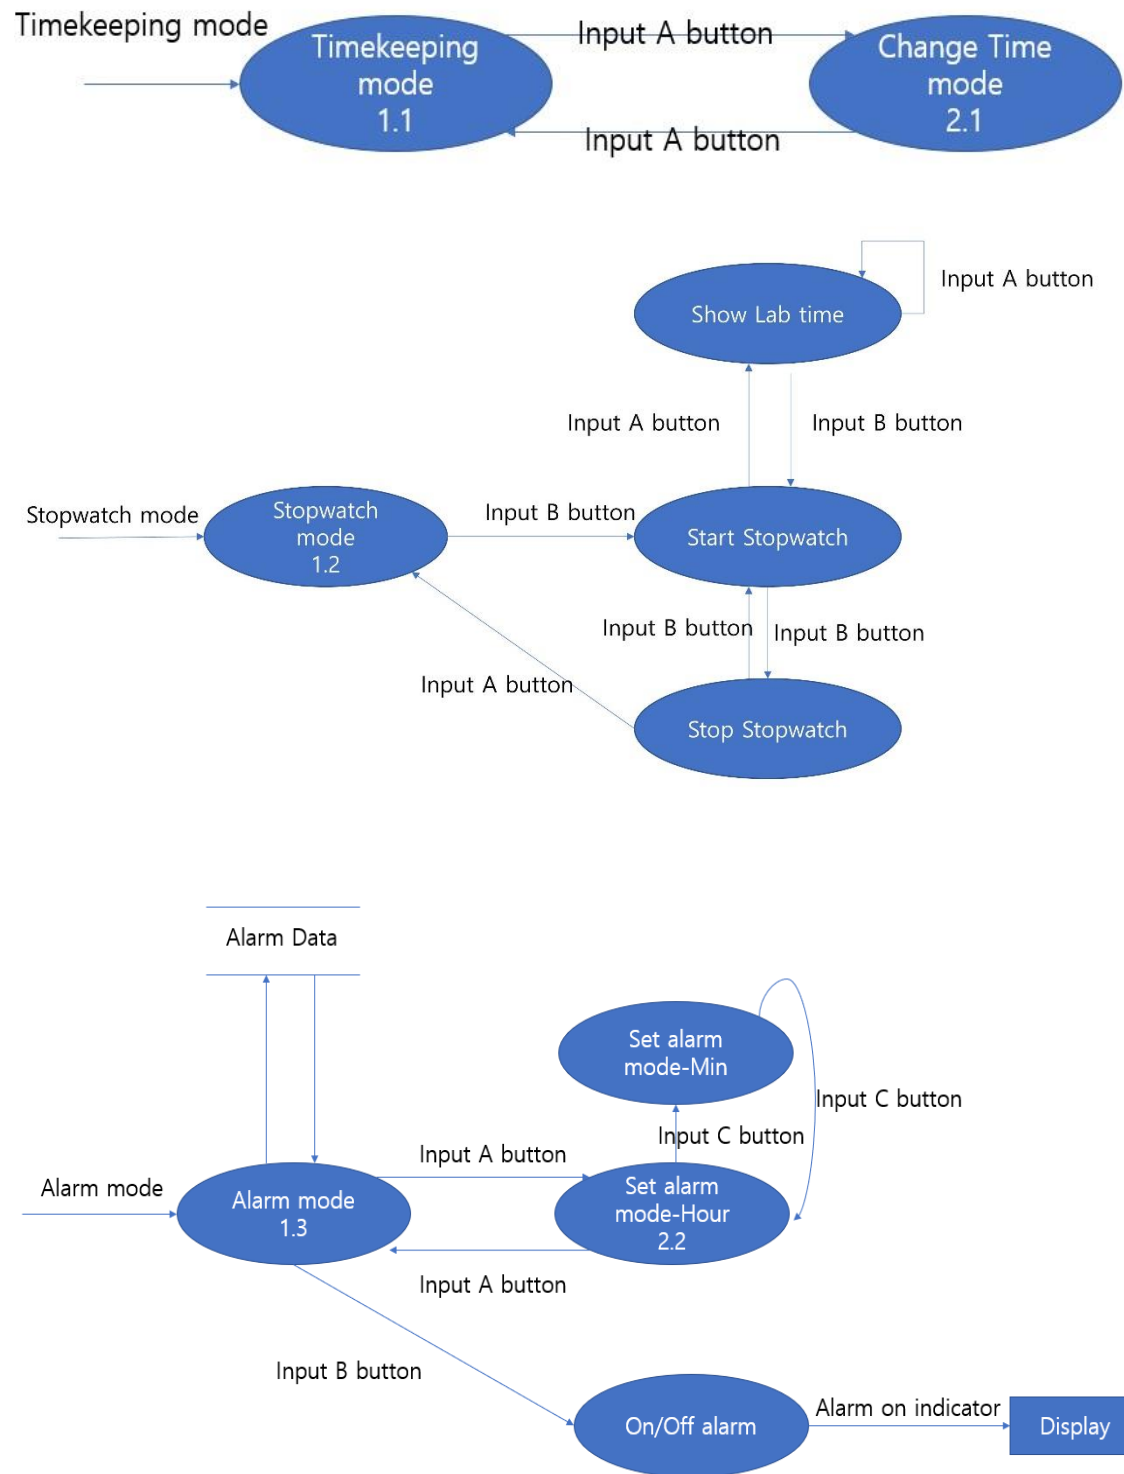 Timekeeping mode
Timekeeping
mode
1.1
Input A button
Change Time
mode
2.1
Input A button
Show Lab time
Input A button
Input A button
Input B button
Stopwatch mode
Stopwatch
mode
1.2
Input B button
Start Stopwatch
Input B button
Input B button
Input A button
Stop Stopwatch
Alarm Data
Set alarm
mode-Min
Input C button
Input C button
Input A button
Alarm mode
Alarm mode
1.3
Set alarm
mode-Hour
2.2
Input A button
Input B button
On/Off alarm
Alarm on indicator
Display